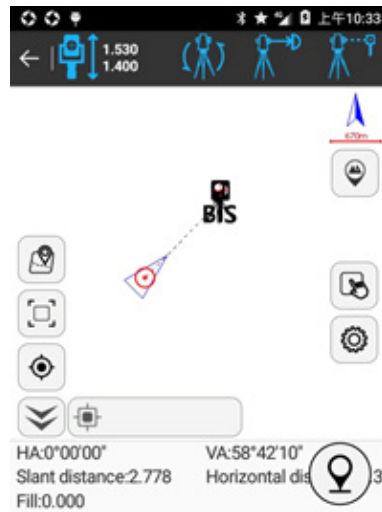 上午10:33
1.530
1.400
670m
BS
HA:0°00'00"
VA:58°42'10"
Slant distance:2.778
Horizontal dis
3
Fill:0.000